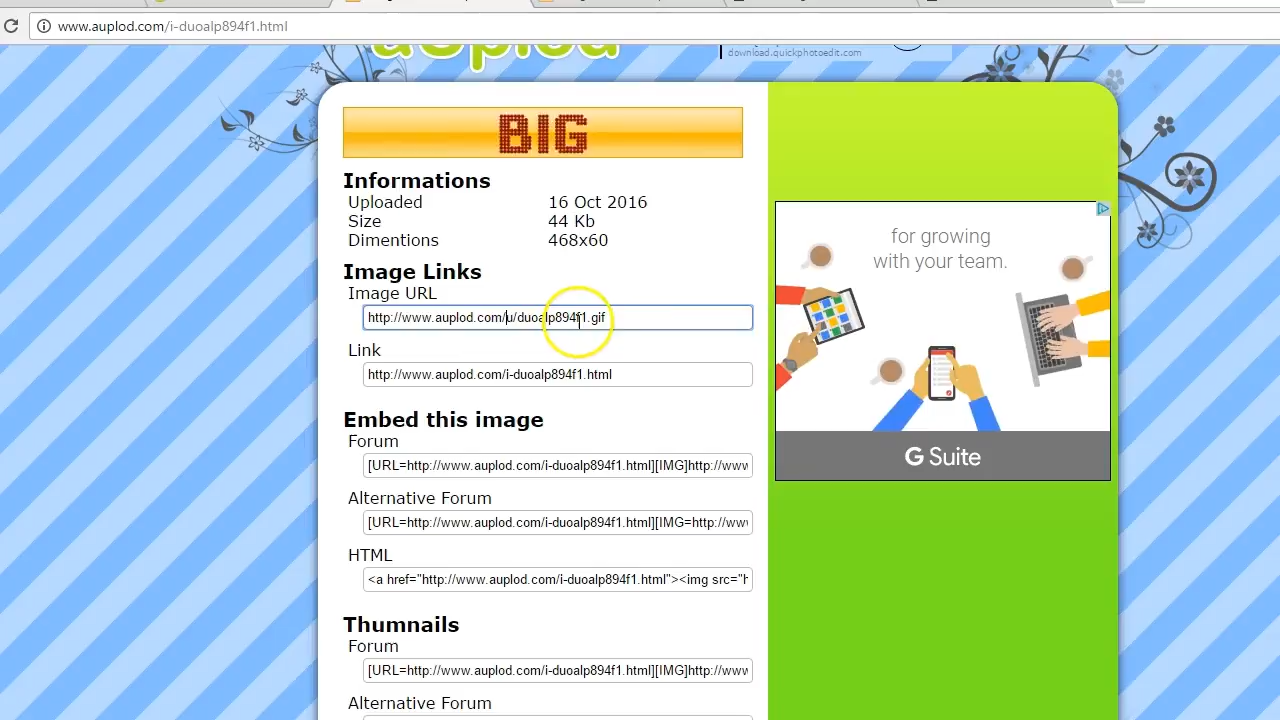 www.auplod.com/i-duoalp894f1.html
auplod
download.quickphotoedit.com
BIG
Informations
Uploaded 16 Oct 2016
Size 44 Kb
Dimentions 468x60
Image Links
Image URL
http://www.auplod.com/u/duoalp894f1.gif
Link
http://www.auplod.com/i-duoalp894f1.html
Embed this image
Forum
[URL=http://www.auplod.com/i-duoalp894f1.html][IMG]http://www
Alternative Forum
[URL=http://www.auplod.com/i-duoalp894f1.html][IMG=http://www
HTML
<a href="http://www.auplod.com/i-duoalp894f1.html"><img src="h
Thumnails
Forum
[URL=http://www.auplod.com/i-duoalp894f1.html][IMG]http://www
Alternative Forum
for growing
with your team.
G Suite